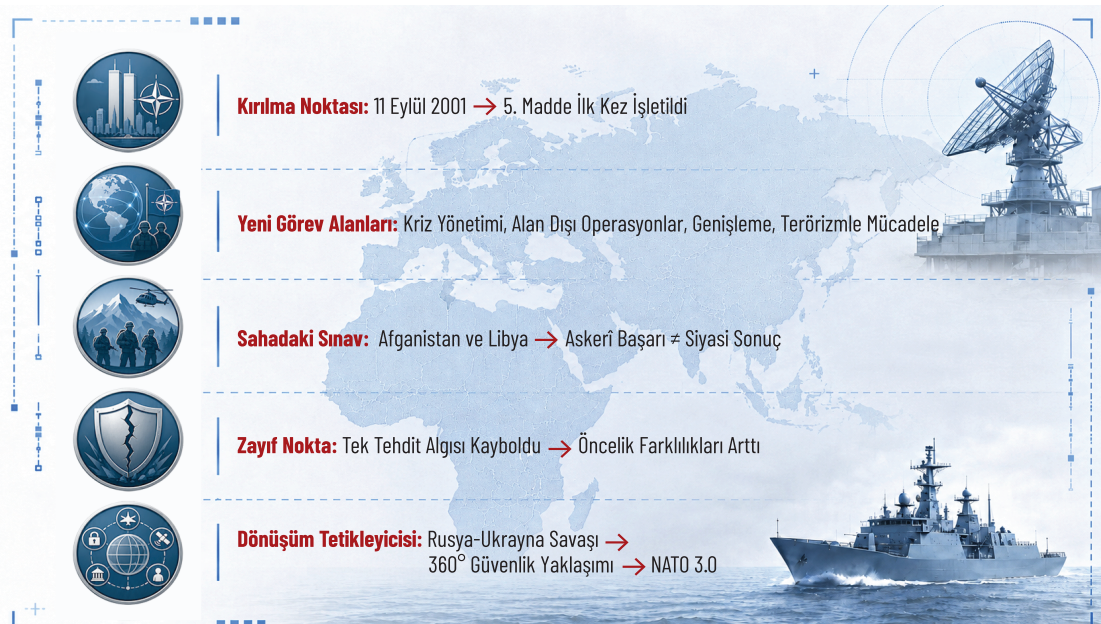 Kırılma Noktası: 11 Eylül 2001 → 5. Madde İlk Kez İşletildi
Yeni Görev Alanları: Kriz Yönetimi, Alan Dışı Operasyonlar, Genişleme, Terörizmle Mücadele
Sahadaki Sınav: Afganistan ve Libya → Askerî Başarı ≠ Siyasi Sonuç
Zayıf Nokta: Tek Tehdit Algısı Kayboldu → Öncelik Farklılıkları Arttı
Dönüşüm Tetikleyicisi: Rusya-Ukrayna Savaşı →
360° Güvenlik Yaklaşımı → NATO 3.0